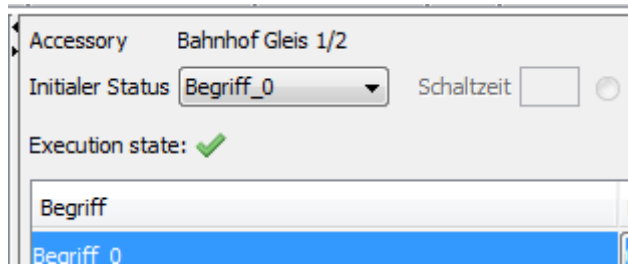 Accessory Bahnhof Gleis 1/2
Initialer Status Begriff_0 Schaltzeit
Execution state:
Begriff
Begriff_0